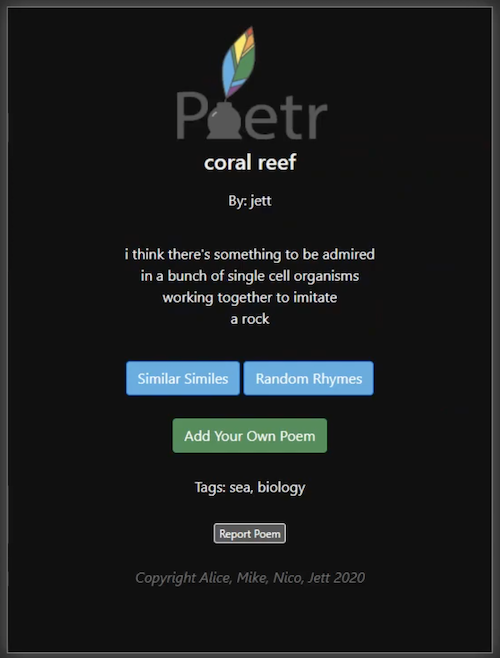 Poetr
coral reef
By: jett
i think there's something to be admired
in a bunch of single cell organisms
working together to imitate
a rock
Similar Similes Random Rhymes
Add Your Own Poem
Tags: sea, biology
Report Poem
Copyright Alice, Mike, Nico, Jett 2020